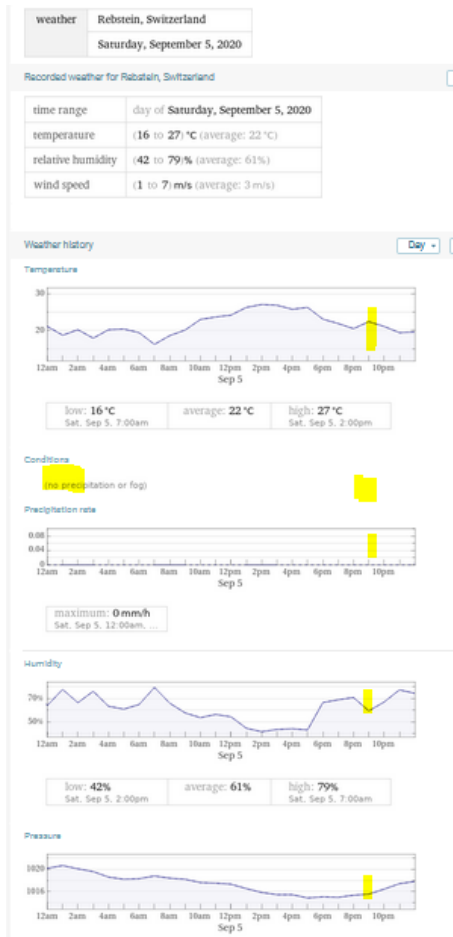 weather Rebstein, Switzerland
Saturday, September 5, 2020
Recorded weather for Rebstein, Switzerland
time range day of Saturday, September 5, 2020
temperature (16 to 27) °C (average: 22 °C)
relative humidity (42 to 79)% (average: 61%)
wind speed (1 to 7) m/s (average: 3 m/s)
Weather history Day
Temperature
30
20
12am 2am 4am 6am 8am 10am 12pm 2pm 4pm 6pm 8pm 10pm
Sep 5
low: 16 °C average: 22 °C high: 27 °C
Sat, Sep 5, 7:00am Sat, Sep 5, 2:00pm
Conditions
(no precipitation or fog)
Precipitation rate
0.08
0.04
0
12am 2am 4am 6am 8am 10am 12pm 2pm 4pm 6pm 8pm 10pm
Sep 5
maximum: 0 mm/h
Sat, Sep 5, 12:00am, ...
Humidity
70%
50%
12am 2am 4am 6am 8am 10am 12pm 2pm 4pm 6pm 8pm 10pm
Sep 5
low: 42% average: 61% high: 79%
Sat, Sep 5, 2:00pm Sat, Sep 5, 7:00am
Pressure
1020
1016
12am 2am 4am 6am 8am 10am 12pm 2pm 4pm 6pm 8pm 10pm
Sep 5